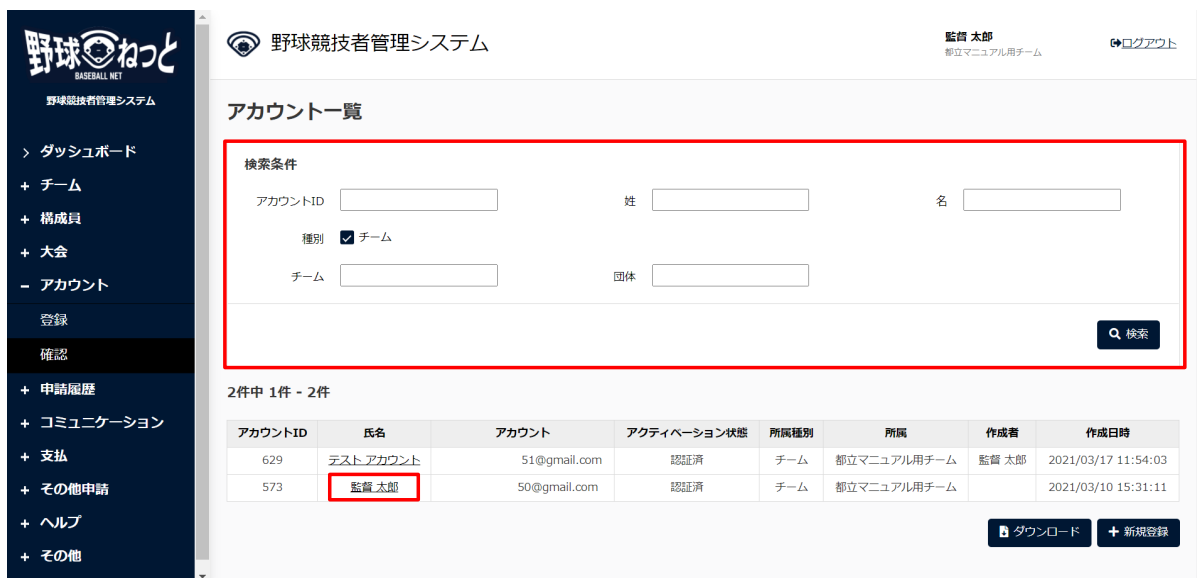 野球ねっと
BASEBALL NET
野球競技者管理システム
> ダッシュボード
+ チーム
+ 構成員
+ 大会
− アカウント
登録
確認
+ 申請履歴
+ コミュニケーション
+ 支払
+ その他申請
+ ヘルプ
+ その他
野球競技者管理システム
監督 太郎
都立マニュアル用チーム
ログアウト
アカウント一覧
検索条件
アカウントID 姓 名
種別 チーム
チーム 団体
検索
2件中 1件 - 2件
アカウントID 氏名 アカウント アクティベーション状態 所属種別 所属 作成者 作成日時
629 テスト アカウント 51@gmail.com 認証済 チーム 都立マニュアル用チーム 監督 太郎 2021/03/17 11:54:03
573 監督 太郎 50@gmail.com 認証済 チーム 都立マニュアル用チーム 2021/03/10 15:31:11
ダウンロード + 新規登録